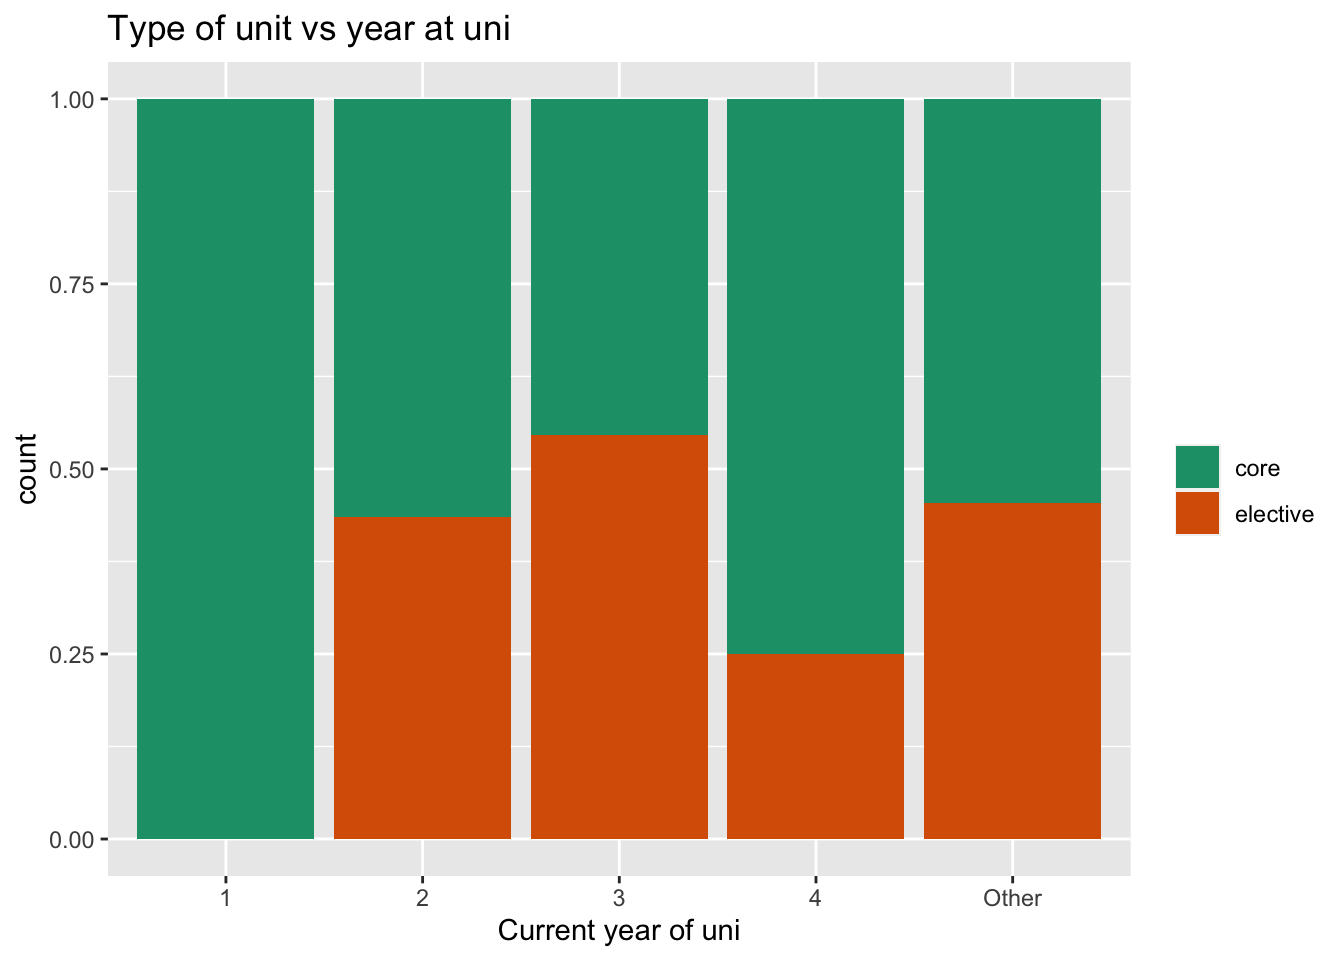 Type of unit vs year at uni
1.00
0.75
0.50
0.25
0.00
count
1 2 3 4 Other
Current year of uni
core
elective